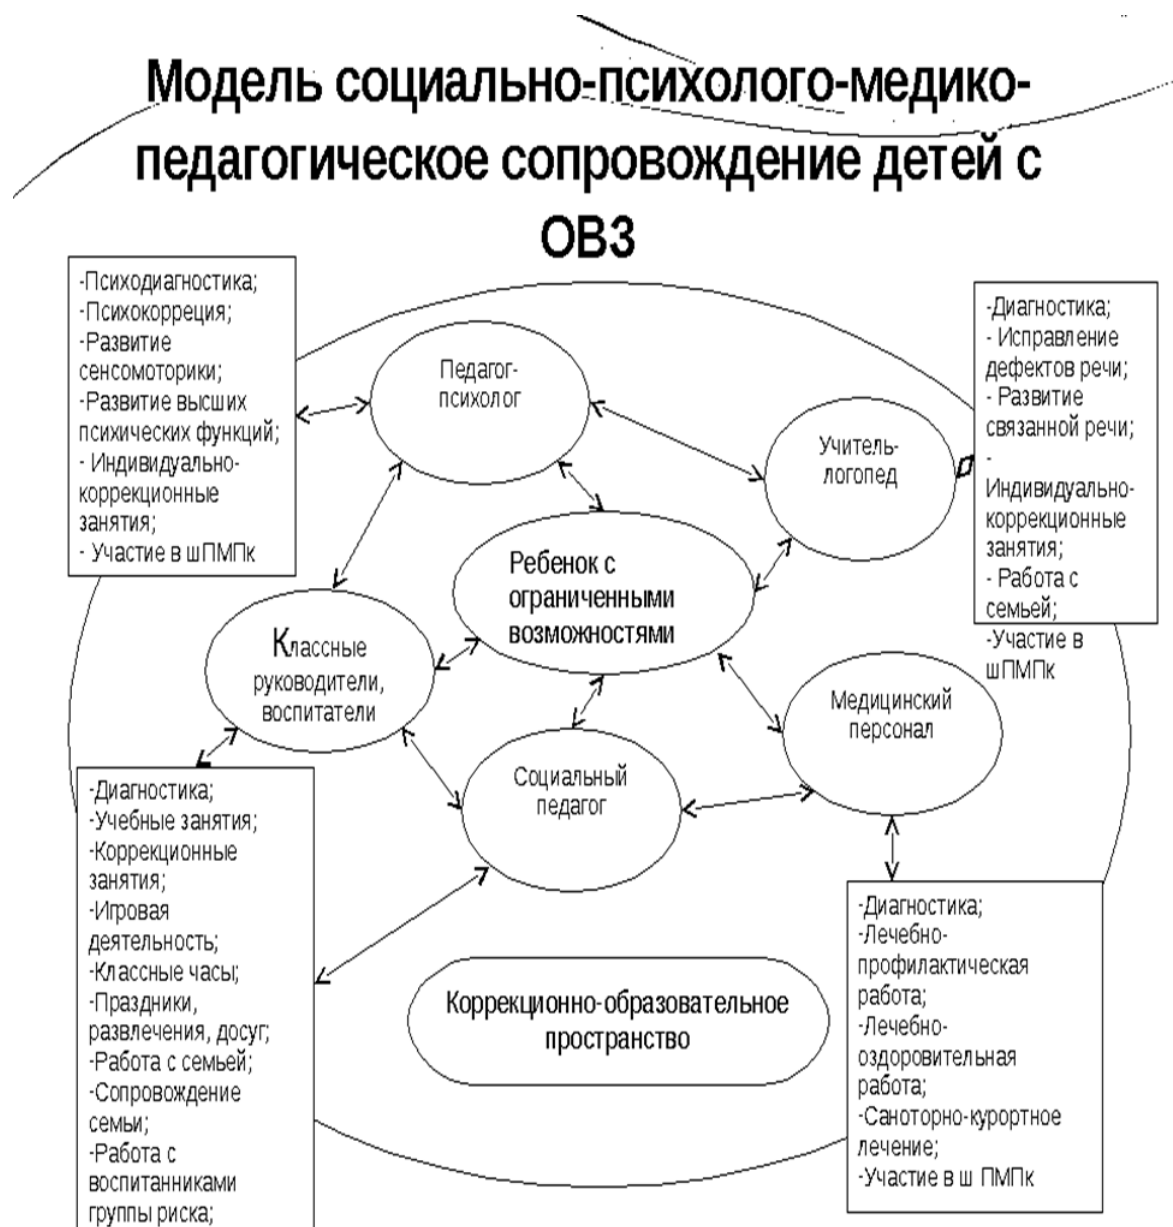 Модель социально-психолого-медико-
педагогическое сопровождение детей с
ОВЗ
-Психодиагностика;
-Психокорреция;
-Развитие
сенсомоторики;
-Развитие высших
психических функций;
- Индивидуально-
коррекционные
занятия;
- Участие в шПМПк
Педагог-
психолог
Учитель-
логопед
-Диагностика;
- Исправление
дефектов речи;
- Развитие
связанной речи;
-
Индивидуально-
коррекционные
занятия;
- Работа с
семьей;
-Участие в
шПМПк
Ребенок с
ограниченными
возможностями
Классные
руководители,
воспитатели
Медицинский
персонал
Социальный
педагог
-Диагностика;
-Учебные занятия;
-Коррекционные
занятия;
-Игровая
деятельность;
-Классные часы;
-Праздники,
развлечения, досуг;
-Работа с семьей;
-Сопровождение
семьи;
-Работа с
воспитанниками
группы риска;
Коррекционно-образовательное
пространство
-Диагностика;
-Лечебно-
профилактическая
работа;
-Лечебно-
оздоровительная
работа;
-Саноторно-курортное
лечение;
-Участие в ш ПМПк